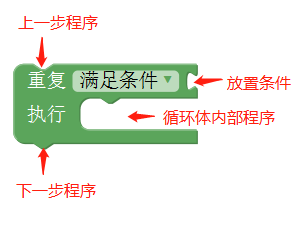 上一步程序
重复 满足条件
放置条件
执行
循环体内部程序
下一步程序